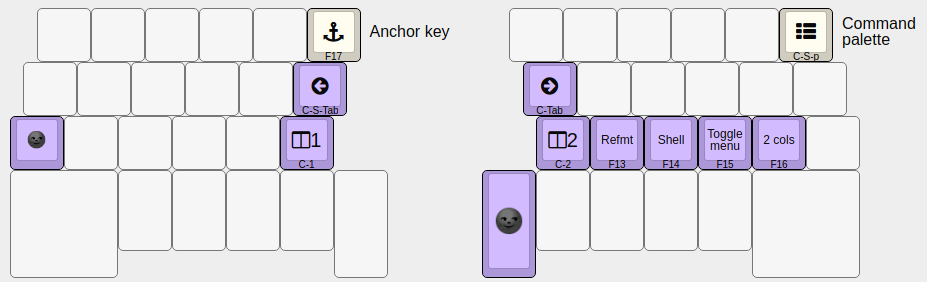 Anchor key
F17
Command
palette
C-S-p
C-S-Tab
C-Tab
1
C-1
2
C-2
Refmt
F13
Shell
F14
Toggle
menu
F15
2 cols
F16